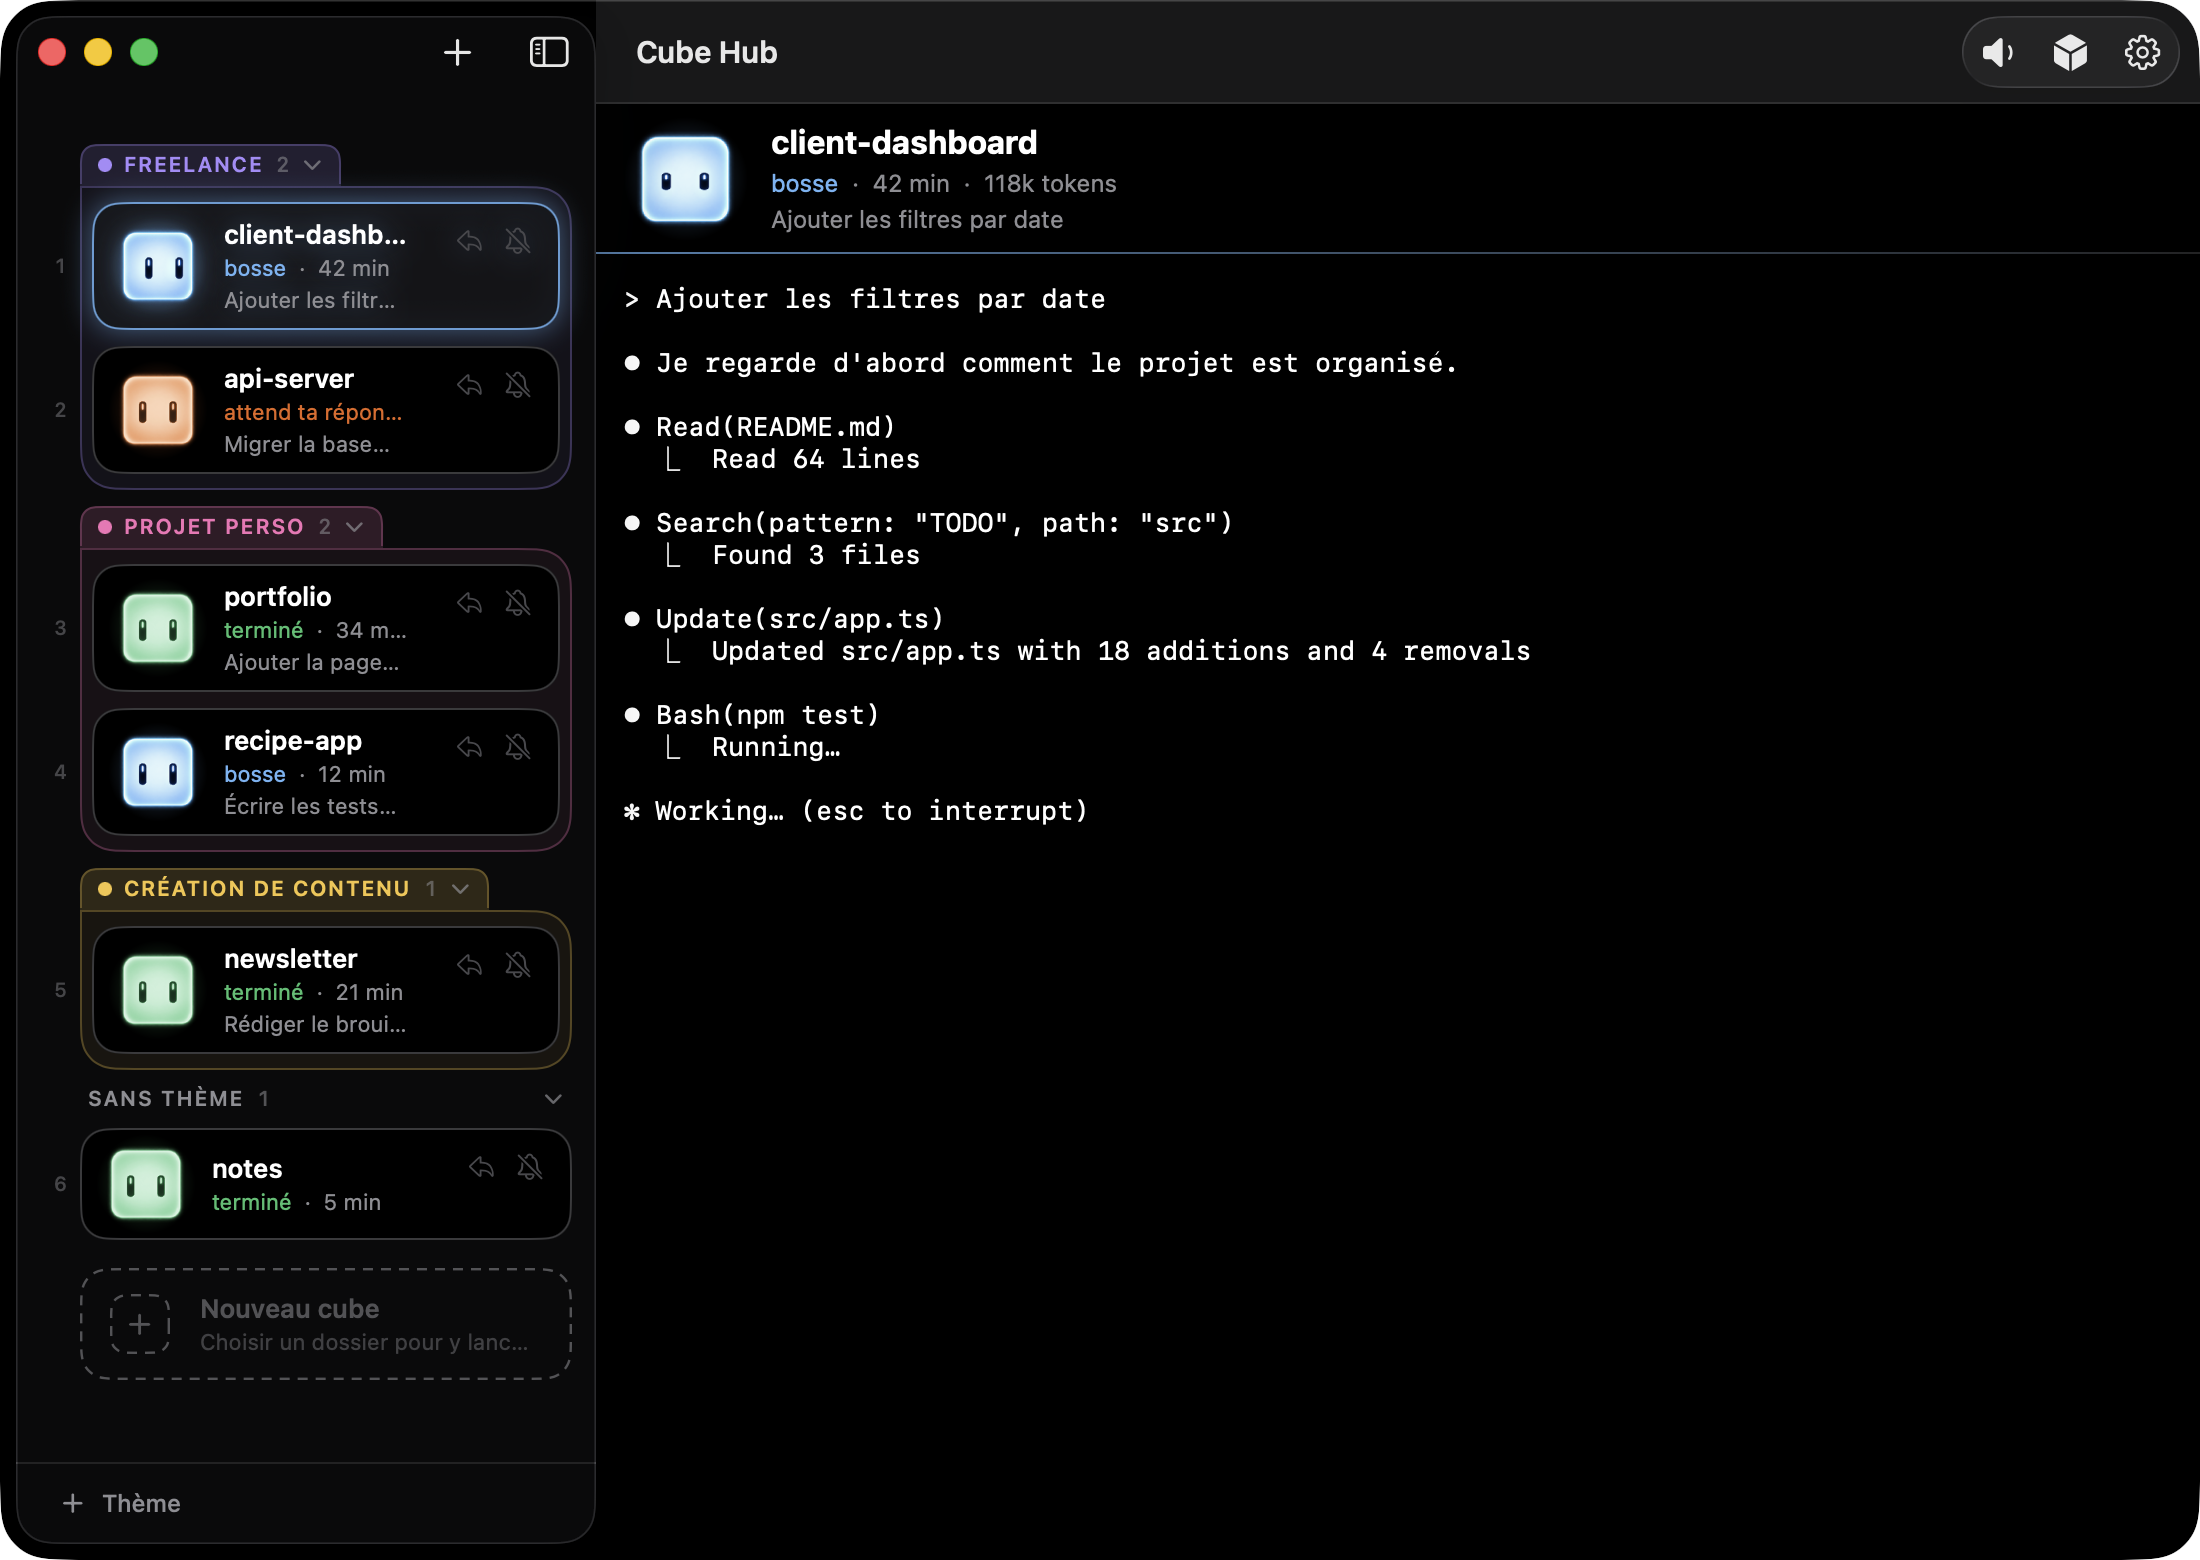 Cube Hub
FREELANCE 2
1
client-dashb...
bosse · 42 min
Ajouter les filtr...
2
api-server
attend ta répon...
Migrer la base...
PROJET PERSO 2
3
portfolio
terminé · 34 m...
Ajouter la page...
4
recipe-app
bosse · 12 min
Écrire les tests...
CRÉATION DE CONTENU 1
5
newsletter
terminé · 21 min
Rédiger le broui...
SANS THÈME 1
6
notes
terminé · 5 min
Nouveau cube
Choisir un dossier pour y lanc...
+ Thème
client-dashboard
bosse · 42 min · 118k tokens
Ajouter les filtres par date
> Ajouter les filtres par date
● Je regarde d'abord comment le projet est organisé.
● Read(README.md)
⎿ Read 64 lines
● Search(pattern: "TODO", path: "src")
⎿ Found 3 files
● Update(src/app.ts)
⎿ Updated src/app.ts with 18 additions and 4 removals
● Bash(npm test)
⎿ Running…
✻ Working… (esc to interrupt)